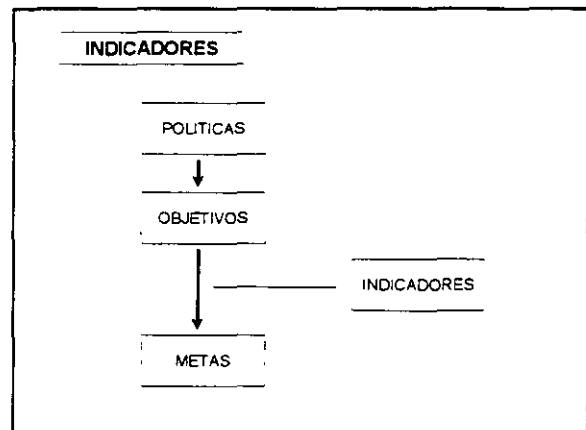 INDICADORES
POLITICAS
OBJETIVOS
INDICADORES
METAS